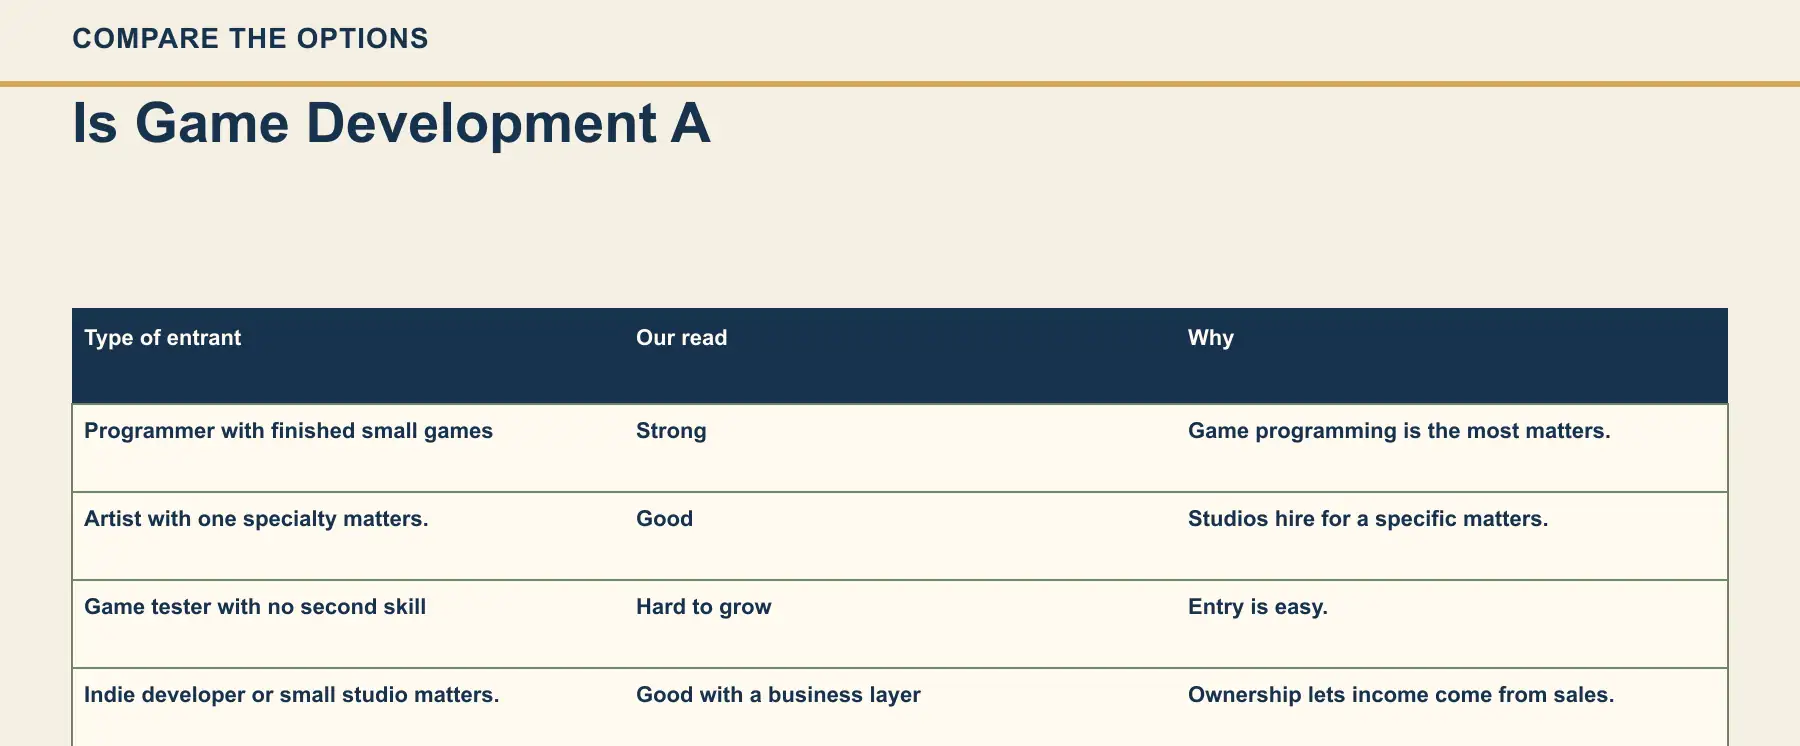 COMPARE THE OPTIONS
Is Game Development A
Type of entrant Our read Why
Programmer with finished small games Strong Game programming is the most matters.
Artist with one specialty matters. Good Studios hire for a specific matters.
Game tester with no second skill Hard to grow Entry is easy.
Indie developer or small studio matters. Good with a business layer Ownership lets income come from sales.